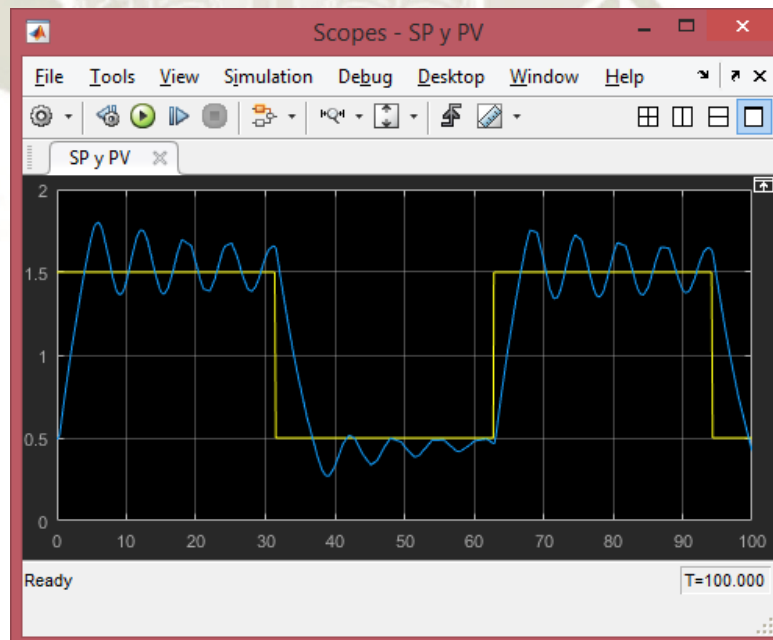 Scopes - SP y PV
File Tools View Simulation Debug Desktop Window Help
SP y PV
2
1.5
1
0.5
0
0 10 20 30 40 50 60 70 80 90 100
Ready T=100.000